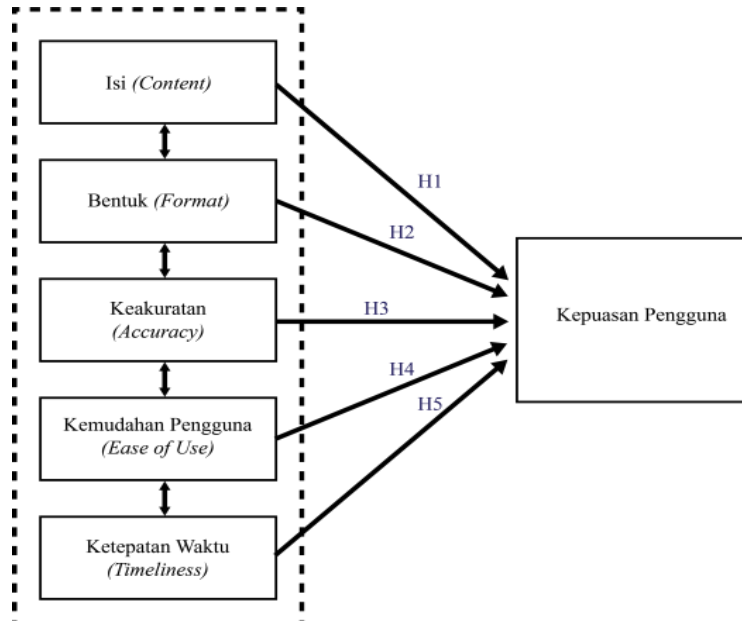 Isi (Content)
Bentuk (Format)
Keakuratan
(Accuracy)
Kemudahan Pengguna
(Ease of Use)
Ketepatan Waktu
(Timeliness)
H1
H2
H3
H4
H5
Kepuasan Pengguna